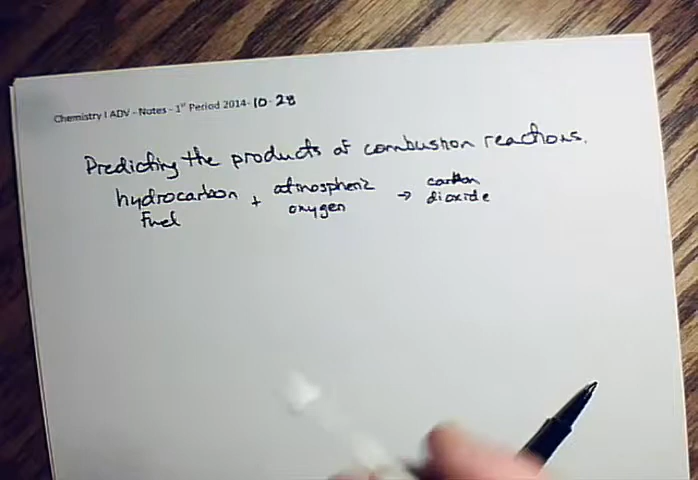 Chemistry I ADV - Notes - 1st Period 2014-10-28
Predicting the products of combustion reactions.
hydrocarbon + atmospheric → carbon
fuel oxygen dioxide